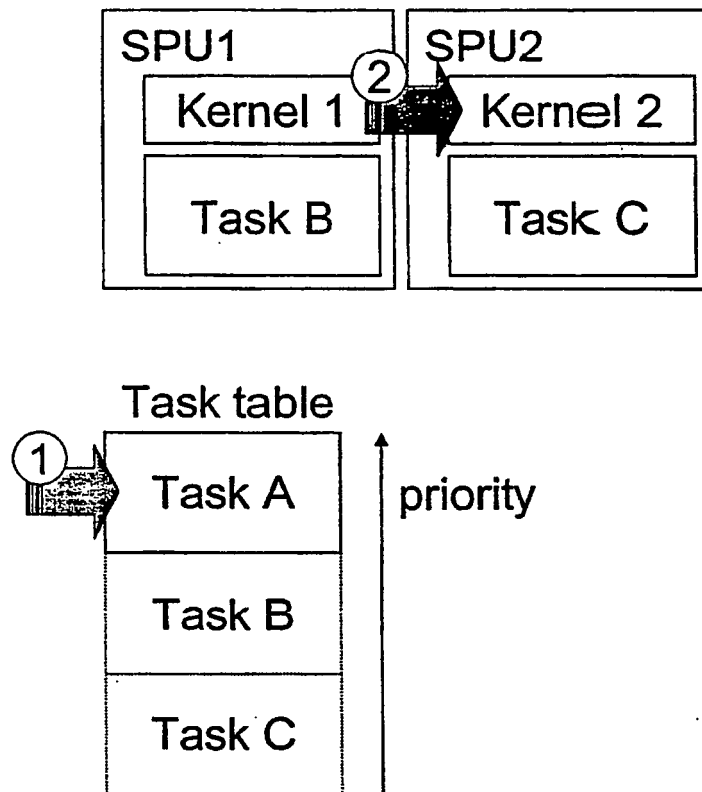 SPU1 SPU2
2
Kernel 1 Kernel 2
Task B Task C
Task table
1
Task A
priority
Task B
Task C